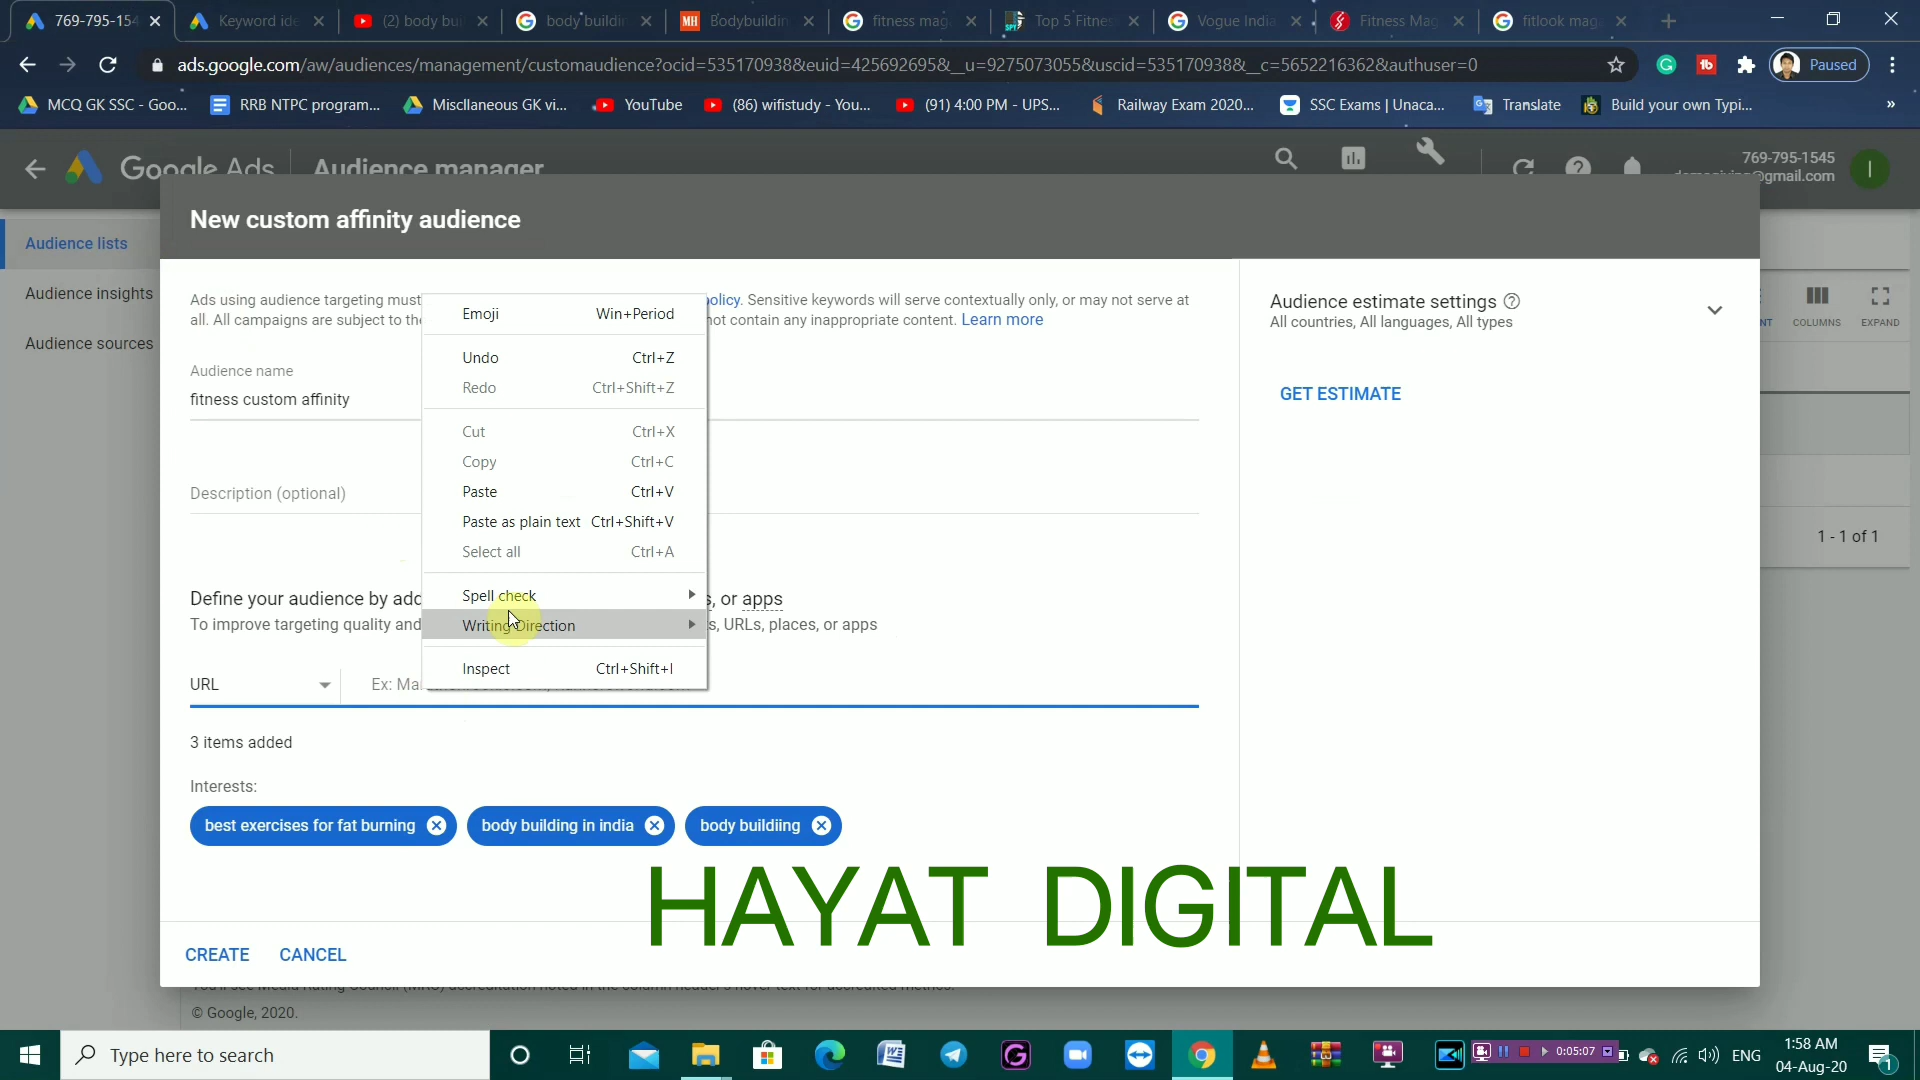 769-795-154
Keyword ide
(2) body bu
body buildin
Bodybuildin
fitness mag
Top 5 Fitnes
Vogue India
Fitness Mag
fitlook mag
ads.google.com/aw/audiences/management/customaudience?ocid=535170938&euid=425692695&__u=9275073055&uscid=535170938&__c=5652216362&authuser=0
Paused
MCQ GK SSC - Goo...
RRB NTPC program...
Miscllaneous GK vi...
YouTube
(86) wifistudy - You...
(91) 4:00 PM - UPS...
Railway Exam 2020...
SSC Exams | Unaca...
Translate
Build your own Typi...
»
Google Ads
Audience manager
769-795-1545
@gmail.com
I
New custom affinity audience
Audience lists
Audience insights
Audience sources
COLUMNS
EXPAND
1 - 1 of 1
Ads using audience targeting must
policy. Sensitive keywords will serve contextually only, or may not serve at
all. All campaigns are subject to the
not contain any inappropriate content. Learn more
Audience name
fitness custom affinity
Description (optional)
Define your audience by add
s, or apps
To improve targeting quality and
s, URLs, places, or apps
URL
Ex: Ma
3 items added
Interests:
best exercises for fat burning
body building in india
body buildiing
Emoji Win+Period
Undo Ctrl+Z
Redo Ctrl+Shift+Z
Cut Ctrl+X
Copy Ctrl+C
Paste Ctrl+V
Paste as plain text Ctrl+Shift+V
Select all Ctrl+A
Spell check
Writing Direction
Inspect Ctrl+Shift+I
Audience estimate settings
All countries, All languages, All types
GET ESTIMATE
HAYAT DIGITAL
CREATE CANCEL
© Google, 2020.
Type here to search
0:05:07
ENG
1:58 AM
04-Aug-20
1